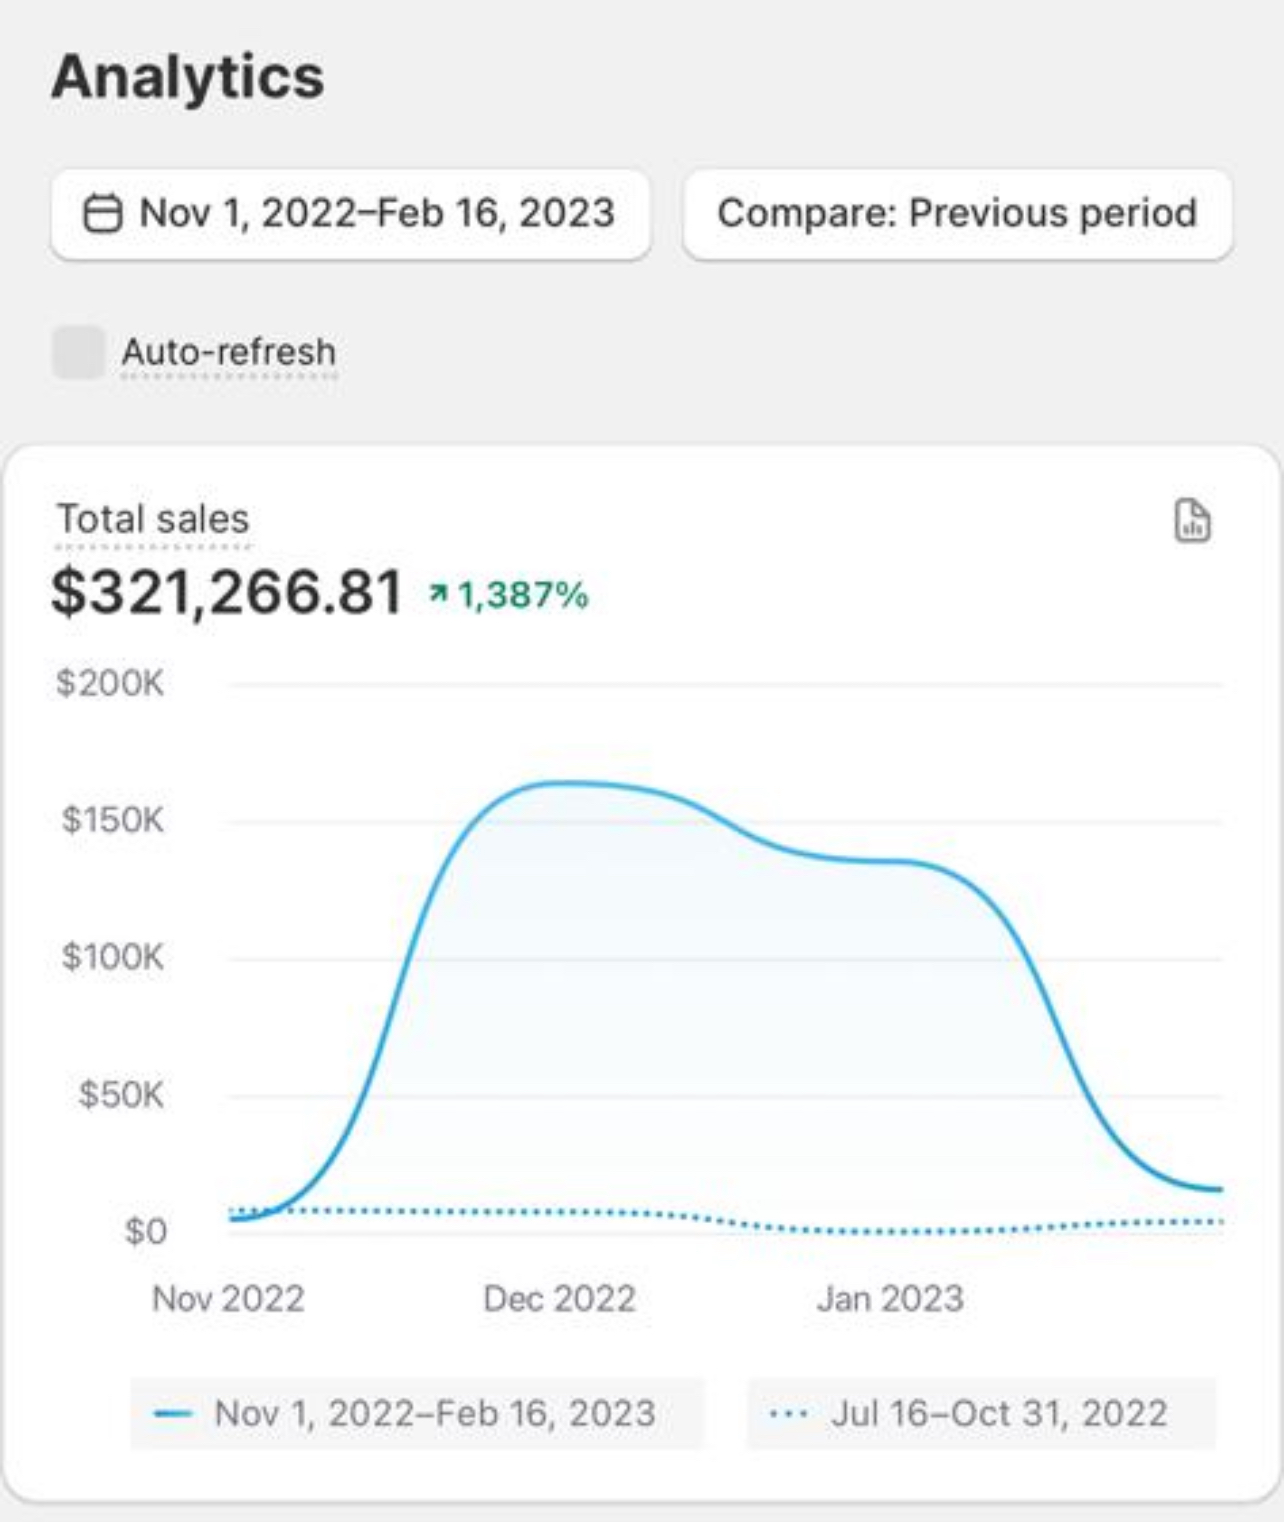 Analytics
Nov 1, 2022–Feb 16, 2023
Compare: Previous period
Auto-refresh
Total sales
$321,266.81 1,387%
$200K
$150K
$100K
$50K
$0
Nov 2022 Dec 2022 Jan 2023
Nov 1, 2022–Feb 16, 2023 Jul 16–Oct 31, 2022